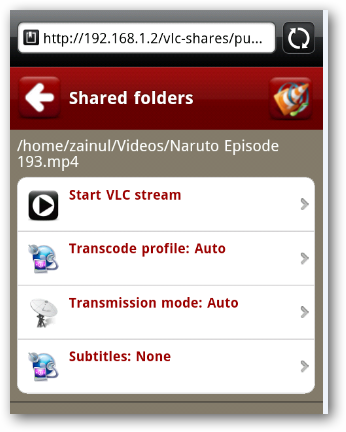 http://192.168.1.2/vlc-shares/pu...
Shared folders
/home/zainul/Videos/Naruto Episode
193.mp4
Start VLC stream
Transcode profile: Auto
Transmission mode: Auto
Subtitles: None